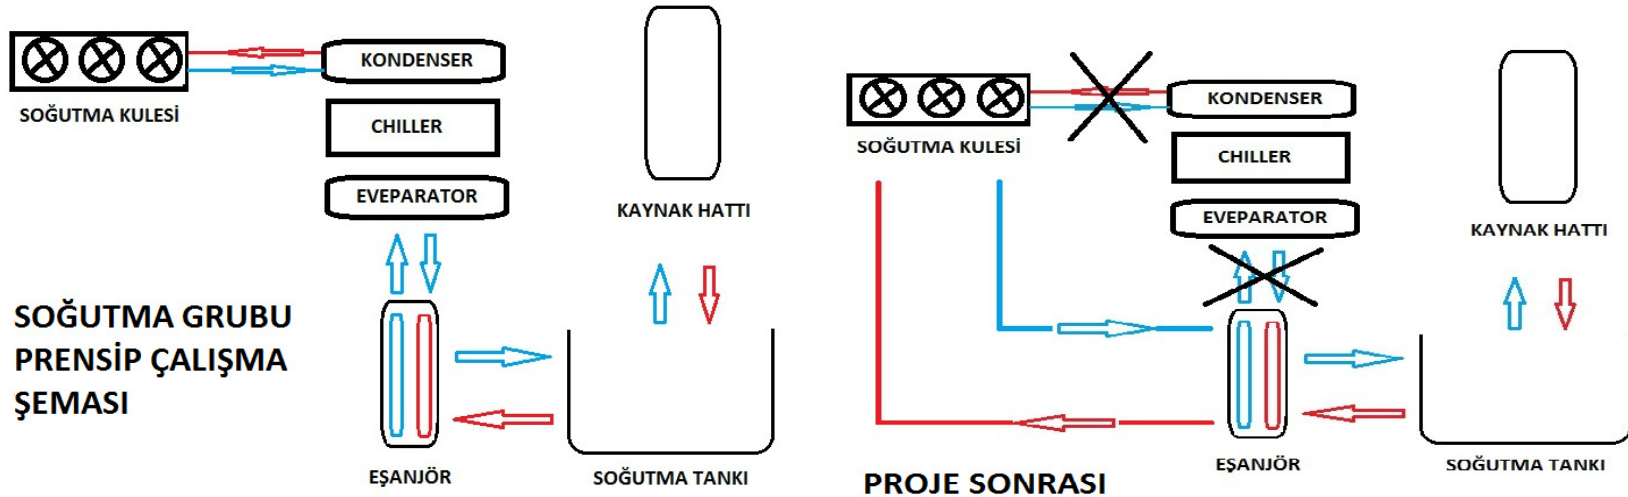 KONDENSER
SOĞUTMA KULESİ
CHILLER
EVEPARATOR
KAYNAK HATTI
SOĞUTMA GRUBU
PRENSİP ÇALIŞMA
ŞEMASI
EŞANJÖR
SOĞUTMA TANKI
KONDENSER
SOĞUTMA KULESİ
CHILLER
EVEPARATOR
KAYNAK HATTI
EŞANJÖR
SOĞUTMA TANKI
PROJE SONRASI